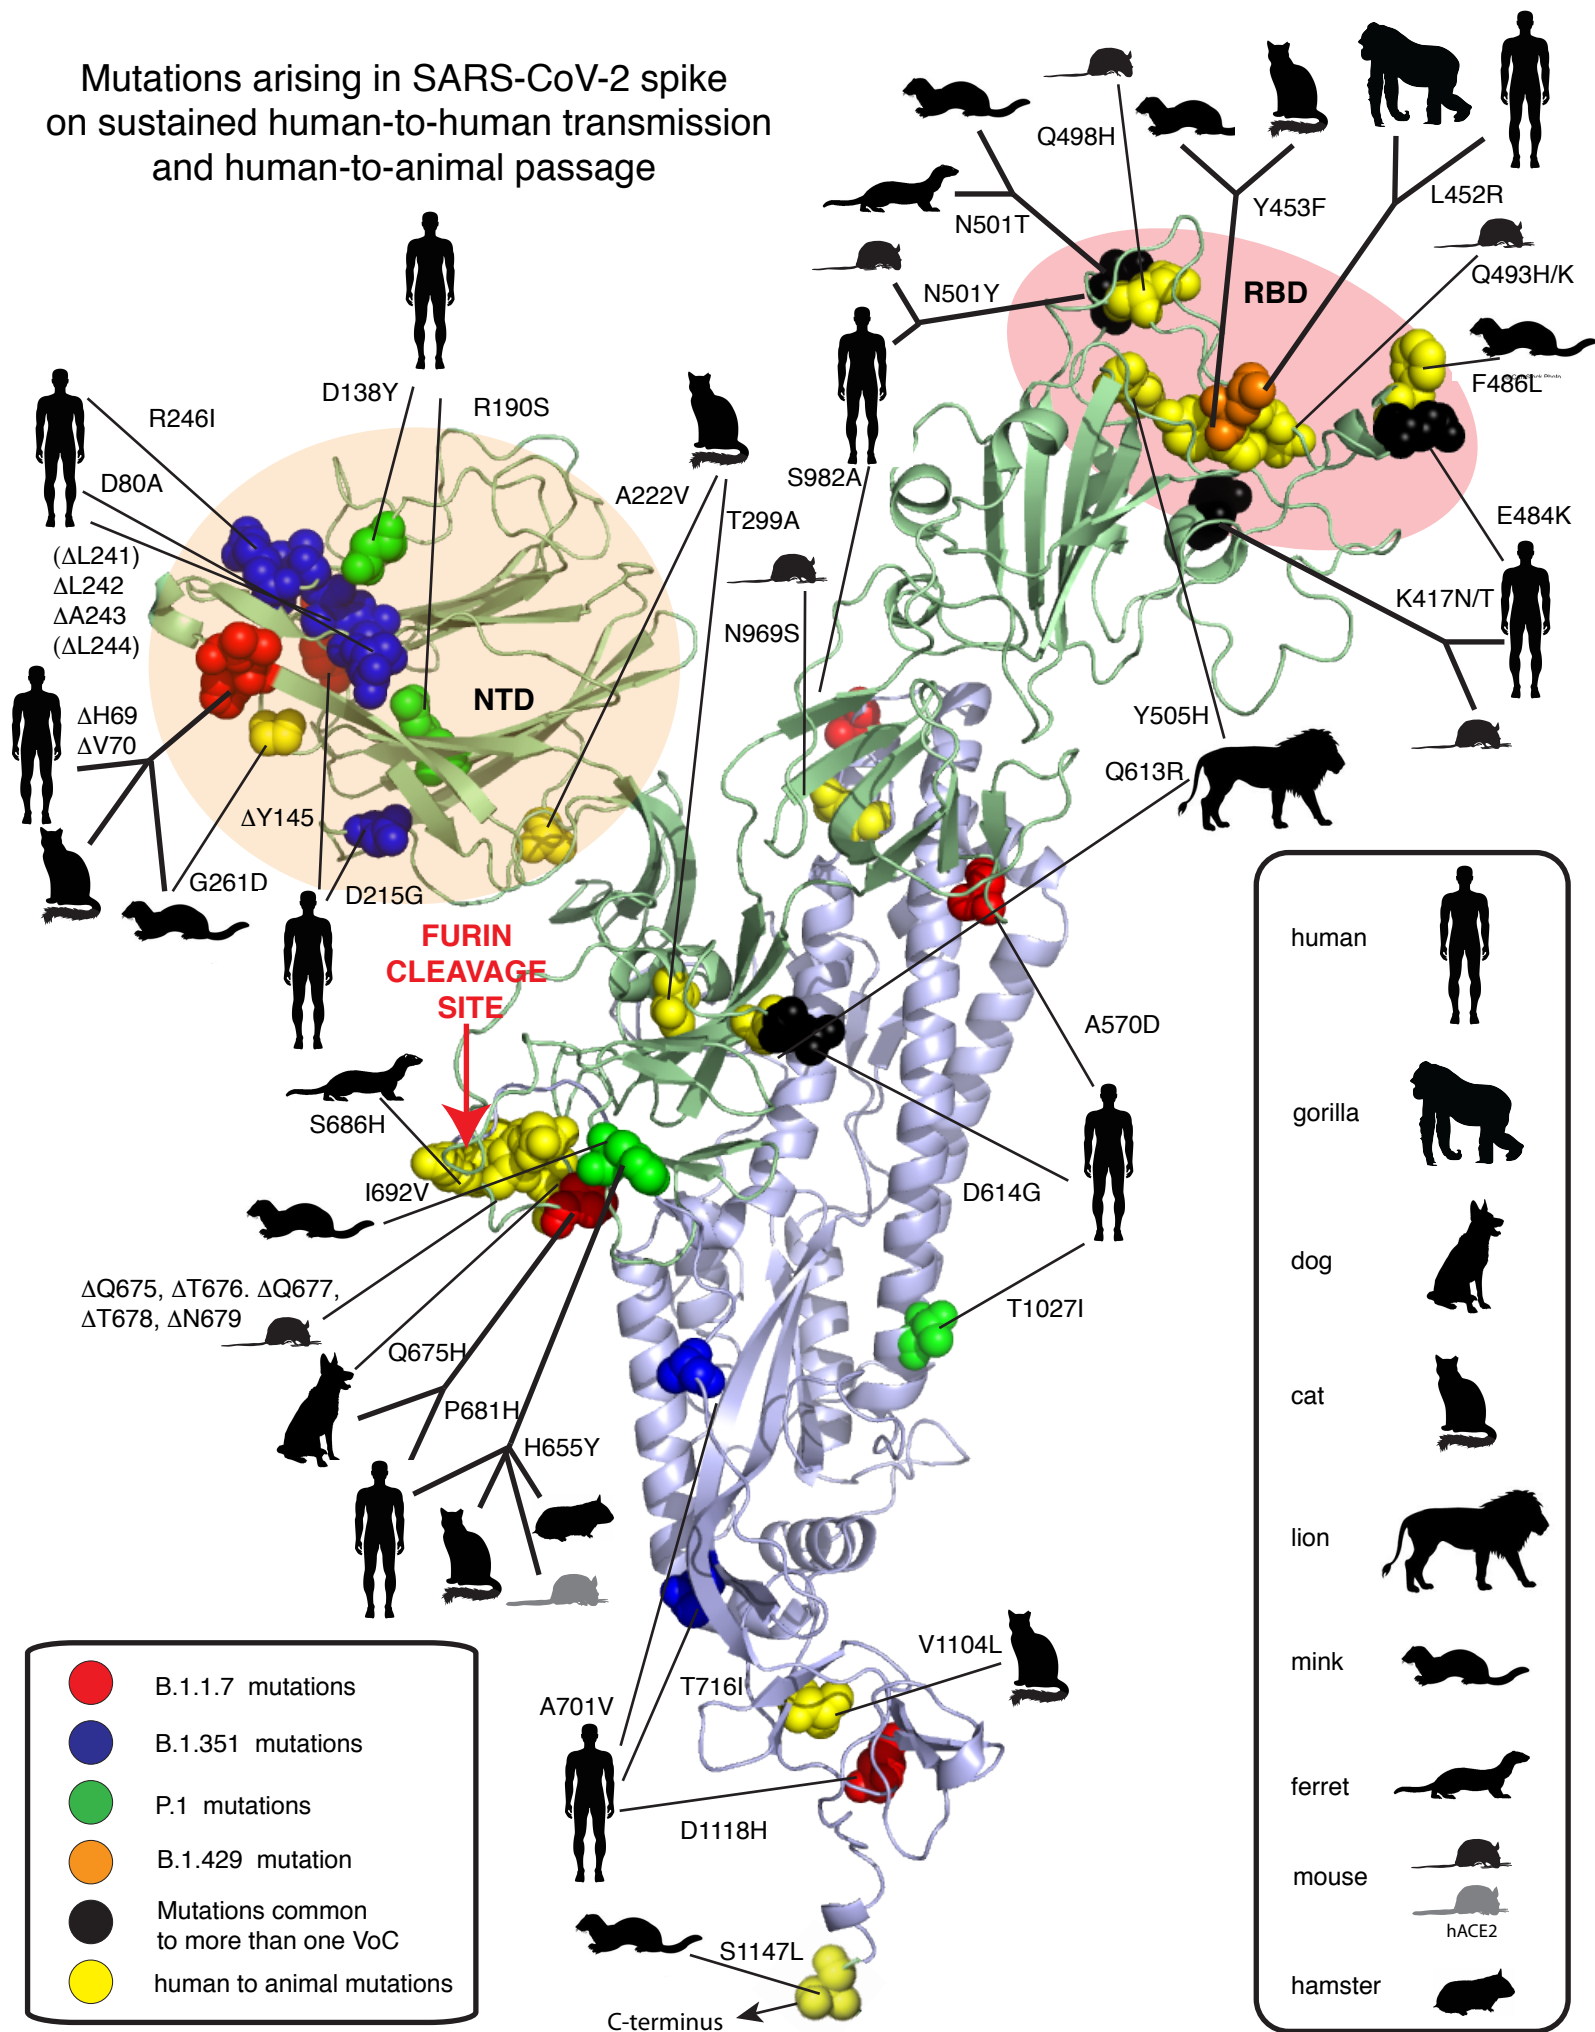 Mutations arising in SARS-CoV-2 spike
on sustained human-to-human transmission
and human-to-animal passage
Q498H
Y453F
L452R
N501T
Q493H/K
N501Y
RBD
F486L
D138Y
R190S
R246I
D80A
A222V
S982A
T299A
E484K
(ΔL241)
ΔL242
ΔA243
(ΔL244)
K417N/T
N969S
NTD
ΔH69
ΔV70
Y505H
Q613R
ΔY145
G261D
D215G
FURIN
CLEAVAGE
SITE
A570D
S686H
I692V
D614G
ΔQ675, ΔT676. ΔQ677,
ΔT678, ΔN679
T1027I
Q675H
P681H
H655Y
V1104L
T716I
A701V
D1118H
S1147L
C-terminus
B.1.1.7 mutations
B.1.351 mutations
P.1 mutations
B.1.429 mutation
Mutations common
to more than one VoC
human to animal mutations
human
gorilla
dog
cat
lion
mink
ferret
mouse
hACE2
hamster